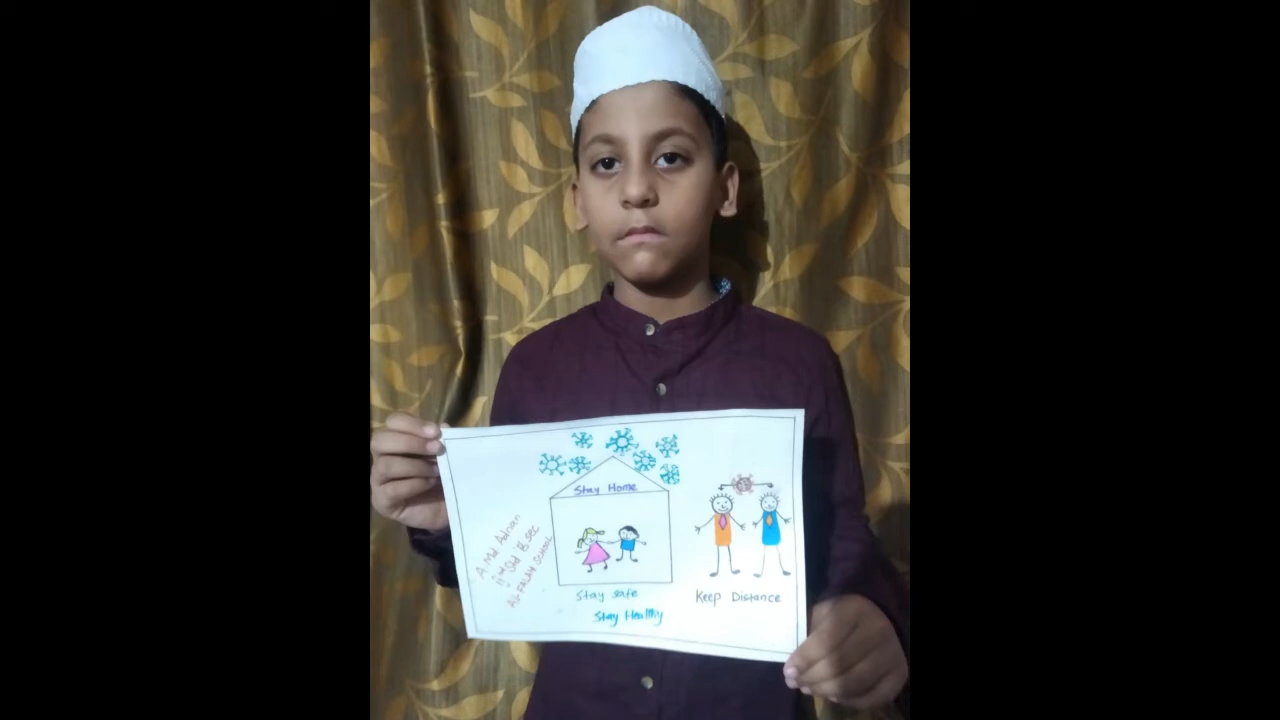 A. Md Adnan
IInd Std B sec
AL-FALAH SCHOOL
Stay Home
Stay safe
Stay Healthy
Keep Distance